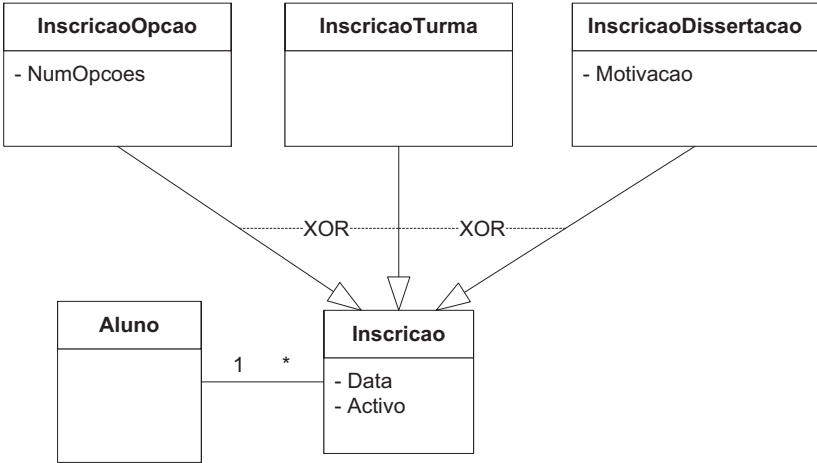 InscricaoOpcao
- NumOpcoes
InscricaoTurma
InscricaoDissertacao
- Motivacao
XOR
XOR
Aluno
1
*
Inscricao
- Data
- Activo